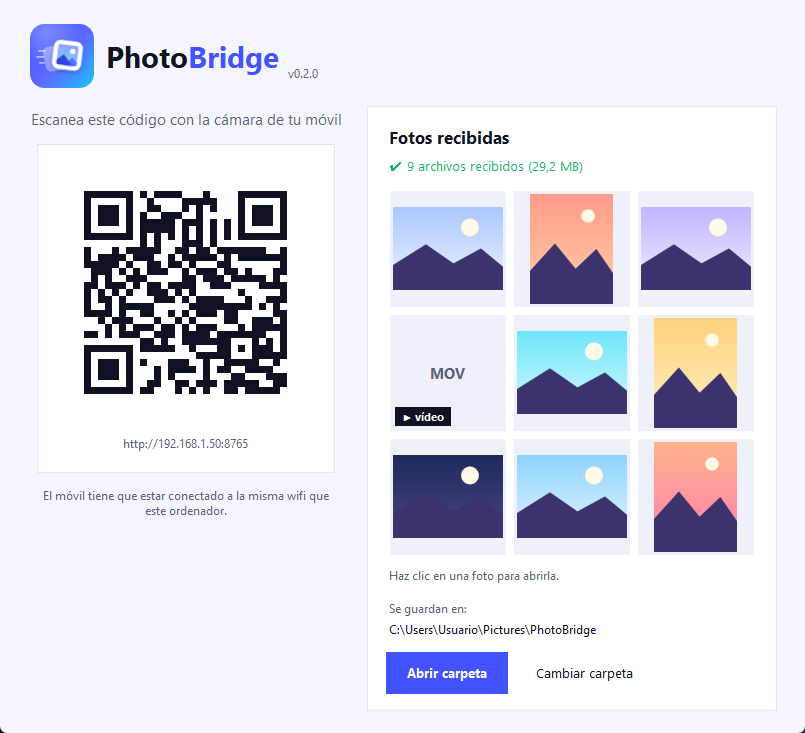 PhotoBridge v0.2.0
Escanea este código con la cámara de tu móvil
http://192.168.1.50:8765
El móvil tiene que estar conectado a la misma wifi que
este ordenador.
Fotos recibidas
✔ 9 archivos recibidos (29,2 MB)
MOV
► vídeo
Haz clic en una foto para abrirla.
Se guardan en:
C:\Users\Usuario\Pictures\PhotoBridge
Abrir carpeta
Cambiar carpeta